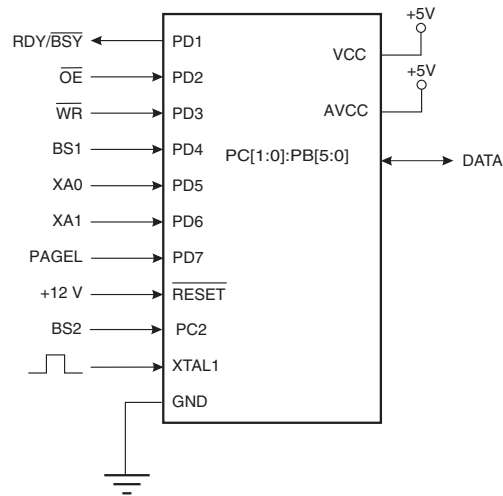 +5V
RDY/BSY PD1
VCC
OE PD2
+5V
WR PD3
AVCC
BS1 PD4
PC[1:0]:PB[5:0] DATA
XA0 PD5
XA1 PD6
PAGEL PD7
+12 V RESET
BS2 PC2
XTAL1
GND